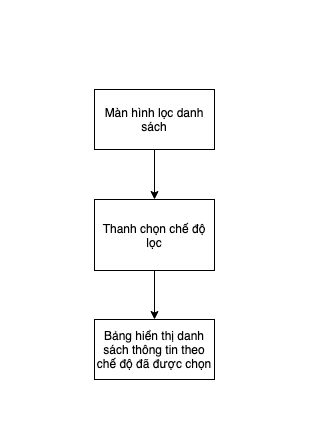 Màn hình lọc danh
sách
Thanh chọn chế độ
lọc
Bảng hiển thị danh
sách thông tin theo
chế độ đã được chọn